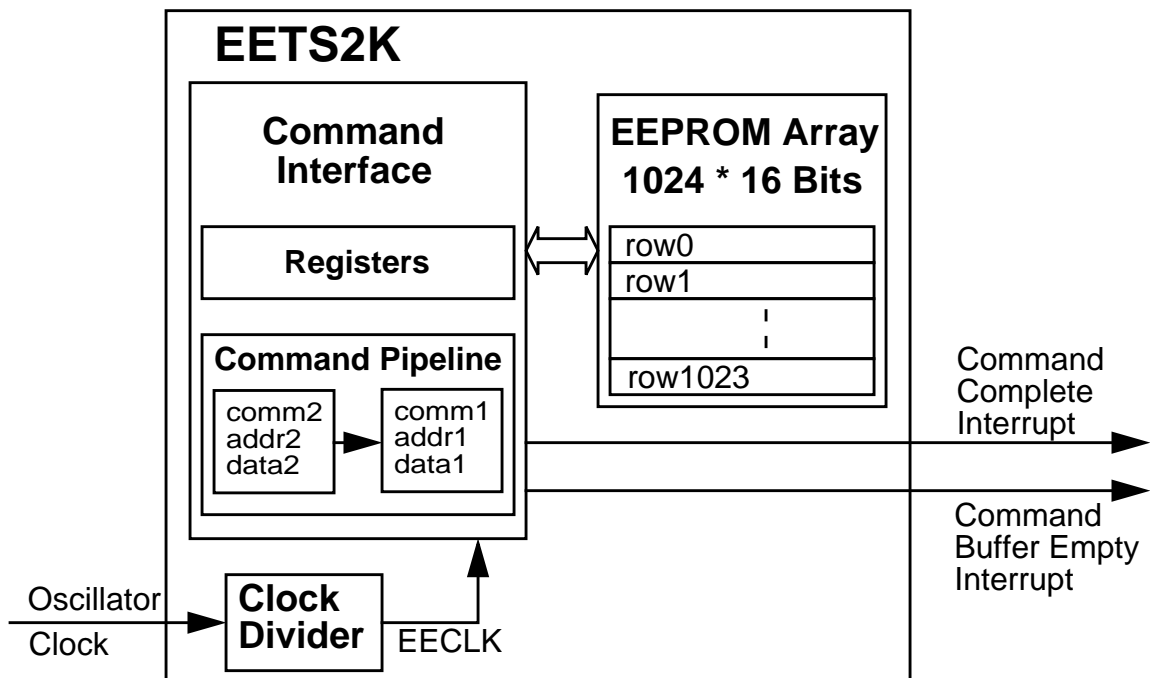 EETS2K
Command
Interface
Registers
Command Pipeline
comm2
addr2
data2
comm1
addr1
data1
EEPROM Array
1024 * 16 Bits
row0
row1
row1023
Command
Complete
Interrupt
Command
Buffer Empty
Interrupt
Oscillator
Clock
Clock
Divider
EECLK